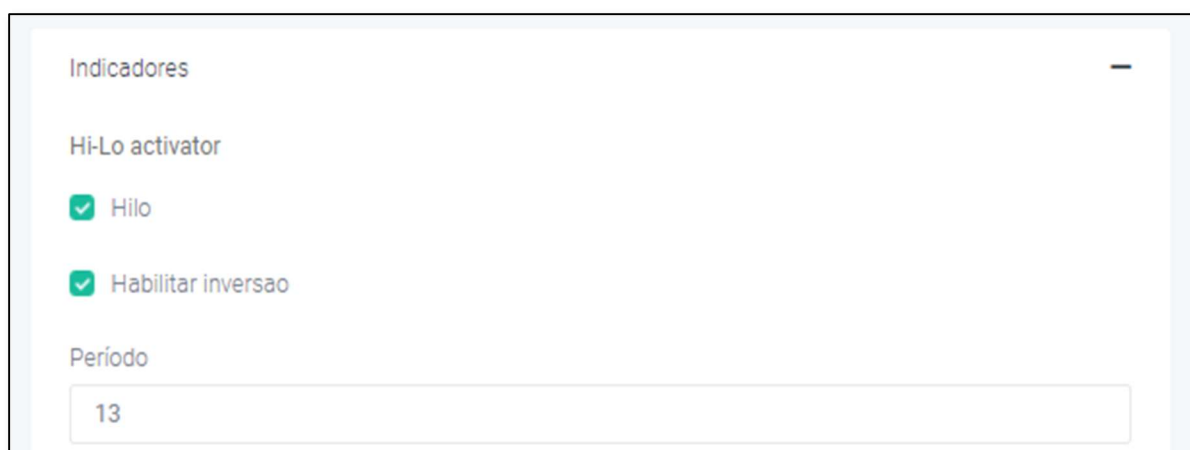 Indicadores
Hi-Lo activator
Hilo
Habilitar inversao
Período
13